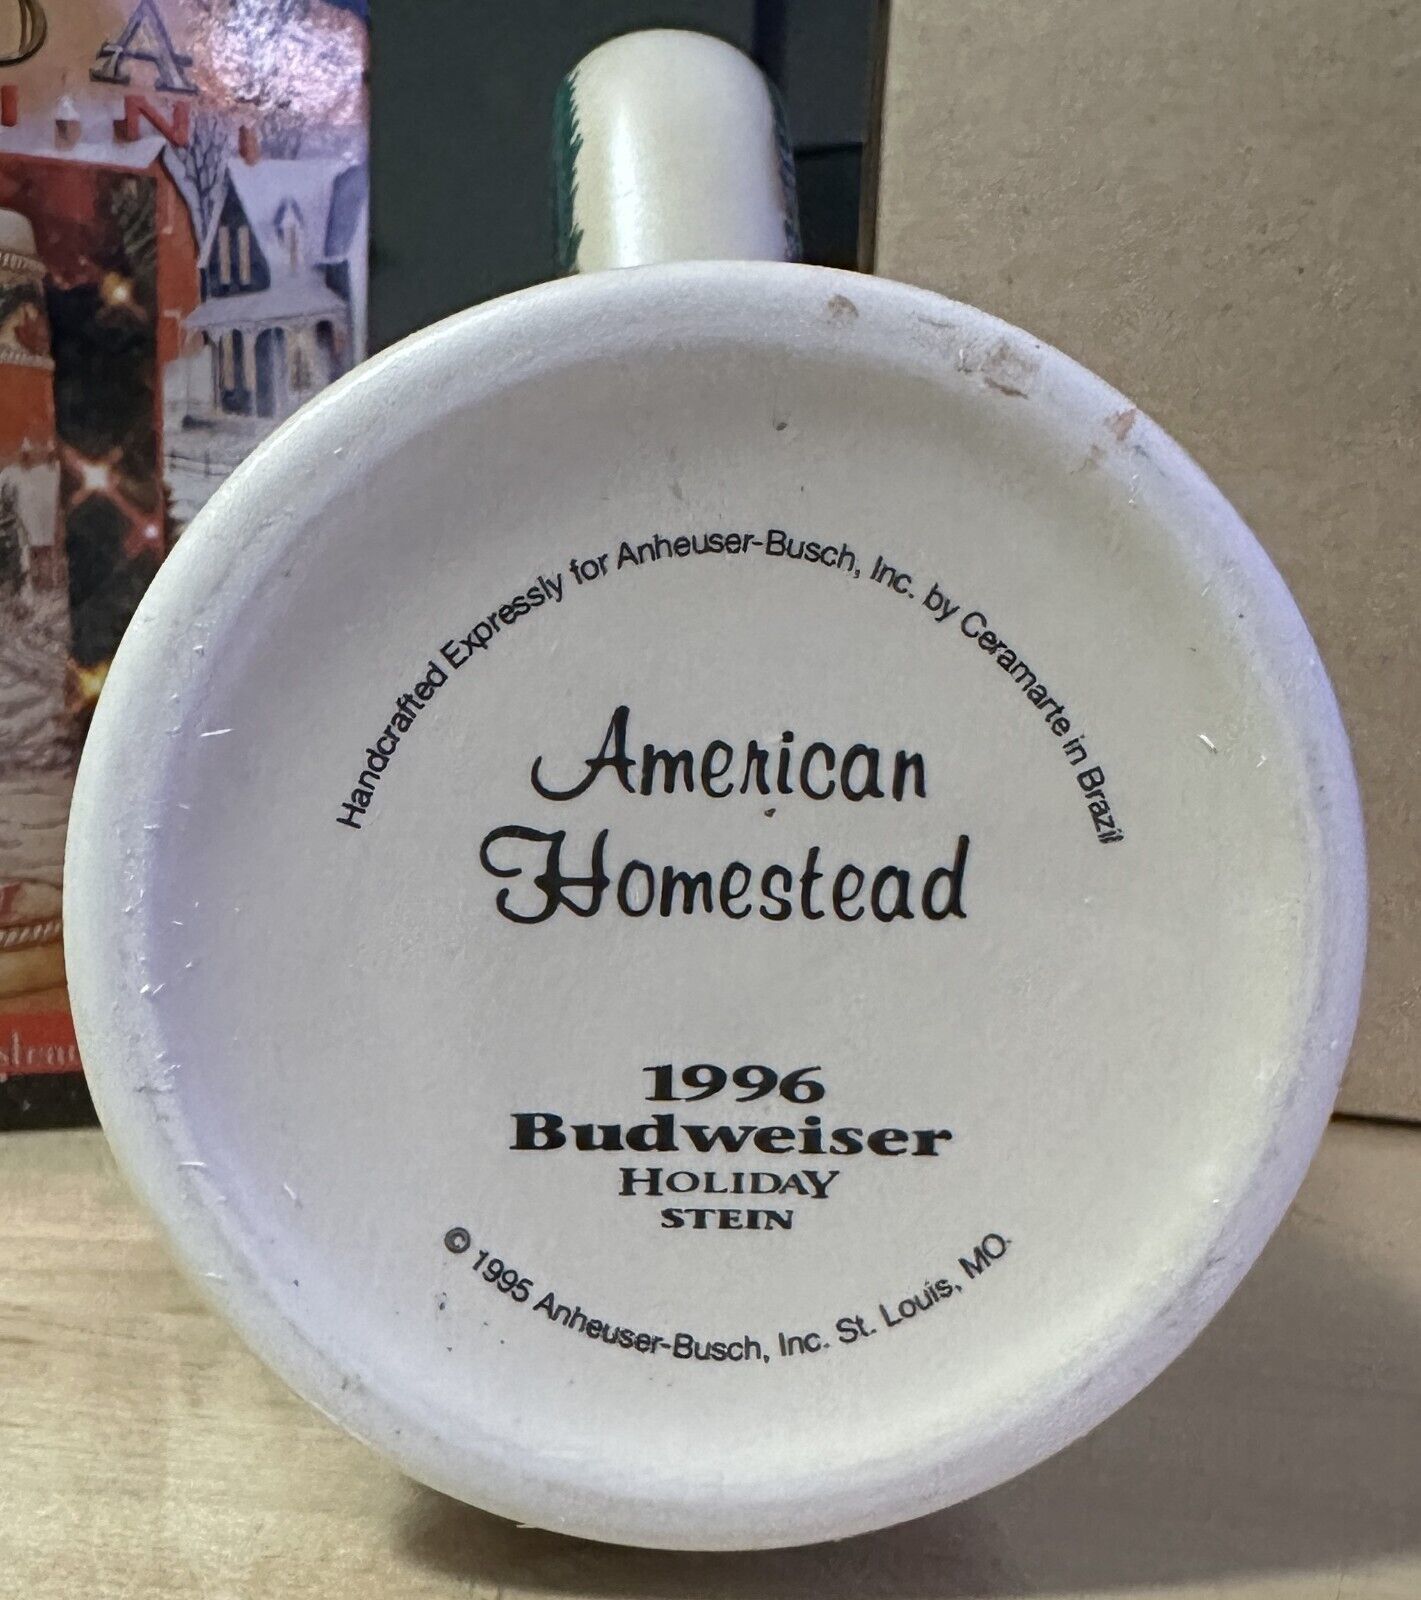 D A
I N
Handcrafted Expressly for Anheuser-Busch, Inc. by Ceramarte in Brazil
American
Homestead
1996
Budweiser
HOLIDAY
STEIN
© 1995 Anheuser-Busch, Inc. St. Louis, MO.